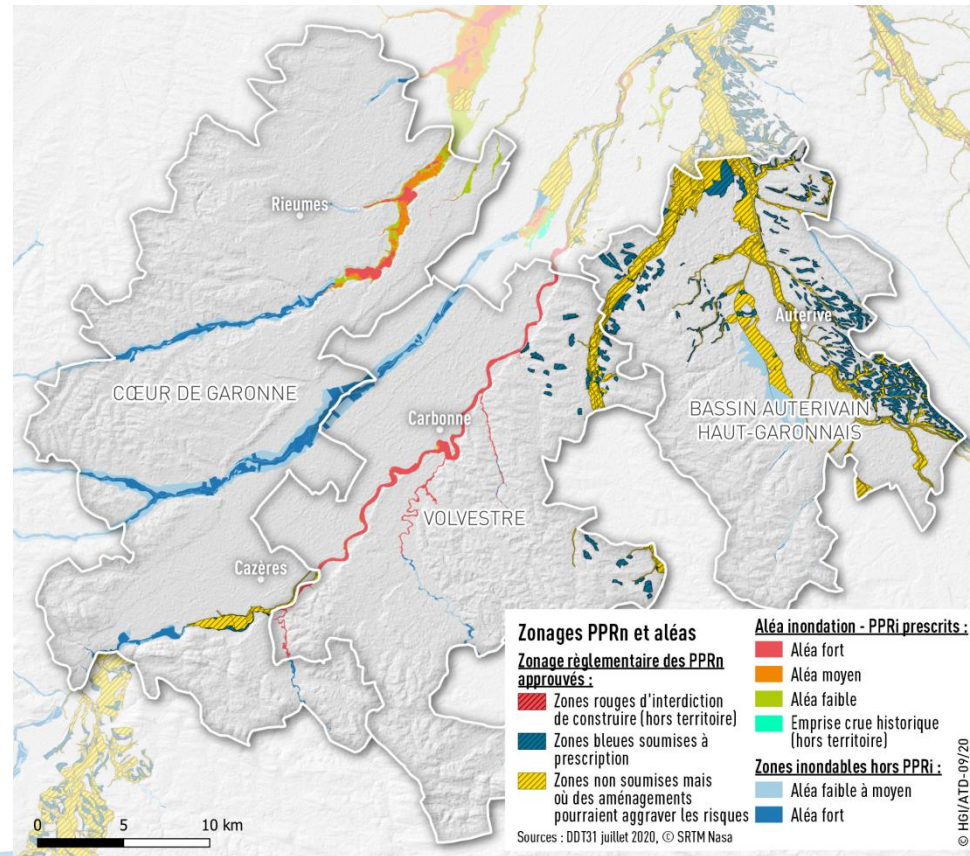 Rieumes
Auterive
CŒUR DE GARONNE
Carbonne
BASSIN AUTERIVAIN
HAUT-GARONNAIS
VOLVESTRE
Cazères
0 5 10 km
Zonages PPRn et aléas
Zonage règlementaire des PPRn
approuvés :
Zones rouges d'interdiction
de construire (hors territoire)
Zones bleues soumises à
prescription
Zones non soumises mais
où des aménagements
pourraient aggraver les risques
Sources : DDT31 juillet 2020, © SRTM Nasa
Aléa inondation - PPRi prescrits :
Aléa fort
Aléa moyen
Aléa faible
Emprise crue historique
(hors territoire)
Zones inondables hors PPRi :
Aléa faible à moyen
Aléa fort
© HGI/ATD-09/20